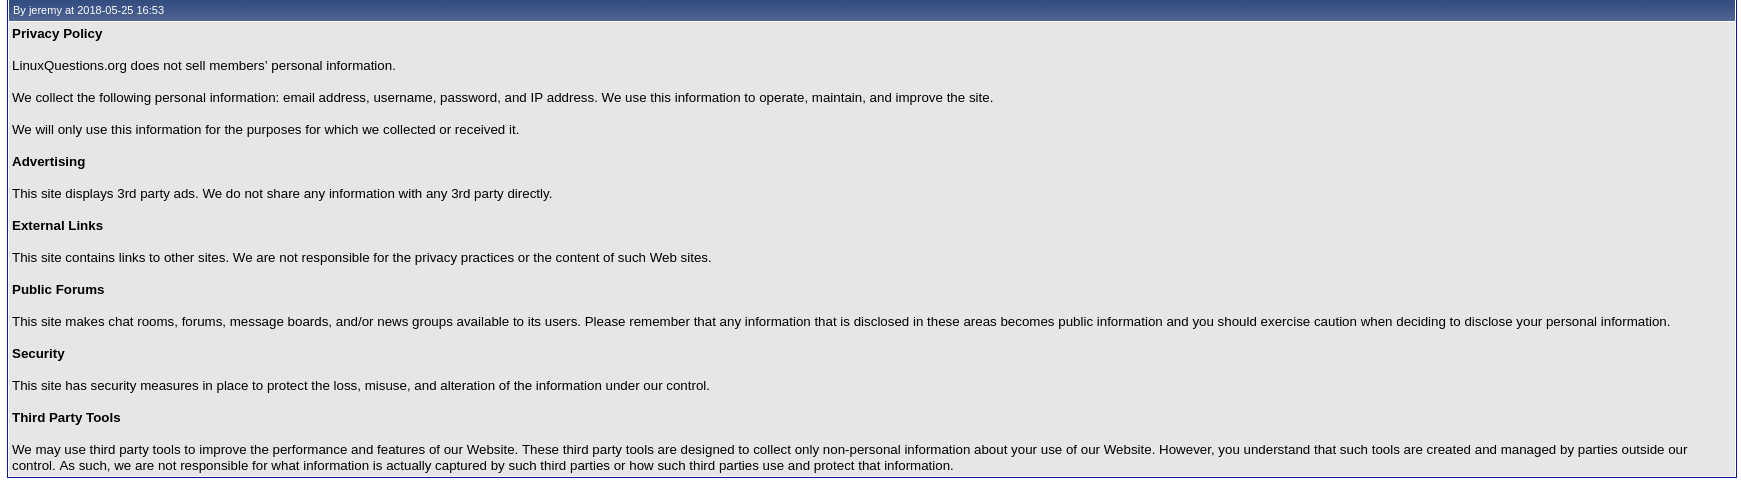 By jeremy at 2018-05-25 16:53
Privacy Policy
LinuxQuestions.org does not sell members’ personal information.
We collect the following personal information: email address, username, password, and IP address. We use this information to operate, maintain, and improve the site.
We will only use this information for the purposes for which we collected or received it.
Advertising
This site displays 3rd party ads. We do not share any information with any 3rd party directly.
External Links
This site contains links to other sites. We are not responsible for the privacy practices or the content of such Web sites.
Public Forums
This site makes chat rooms, forums, message boards, and/or news groups available to its users. Please remember that any information that is disclosed in these areas becomes public information and you should exercise caution when deciding to disclose your personal information.
Security
This site has security measures in place to protect the loss, misuse, and alteration of the information under our control.
Third Party Tools
We may use third party tools to improve the performance and features of our Website. These third party tools are designed to collect only non-personal information about your use of our Website. However, you understand that such tools are created and managed by parties outside our
control. As such, we are not responsible for what information is actually captured by such third parties or how such third parties use and protect that information.